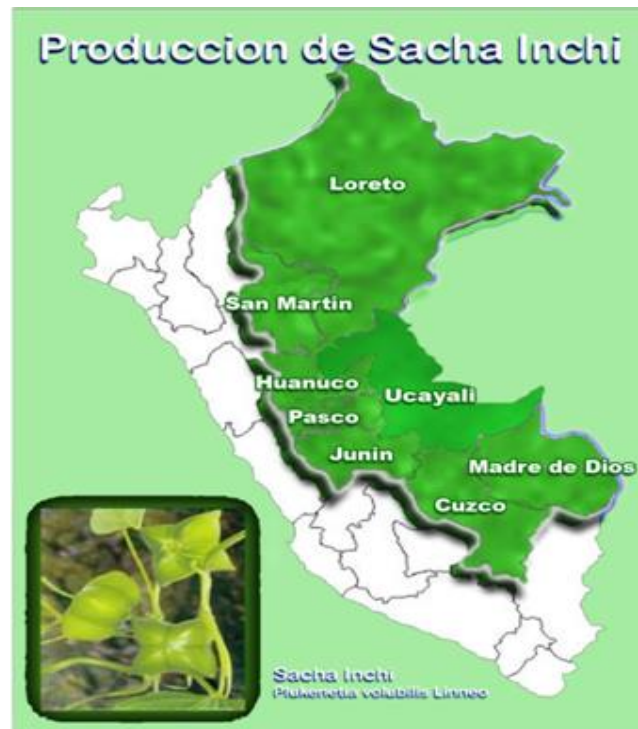 Produccion de Sacha Inchi
Loreto
San Martin
Huanuco
Ucayali
Pasco
Junin
Madre de Dios
Cuzco
Sacha Inchi
Plukenetia volubilis Linneo